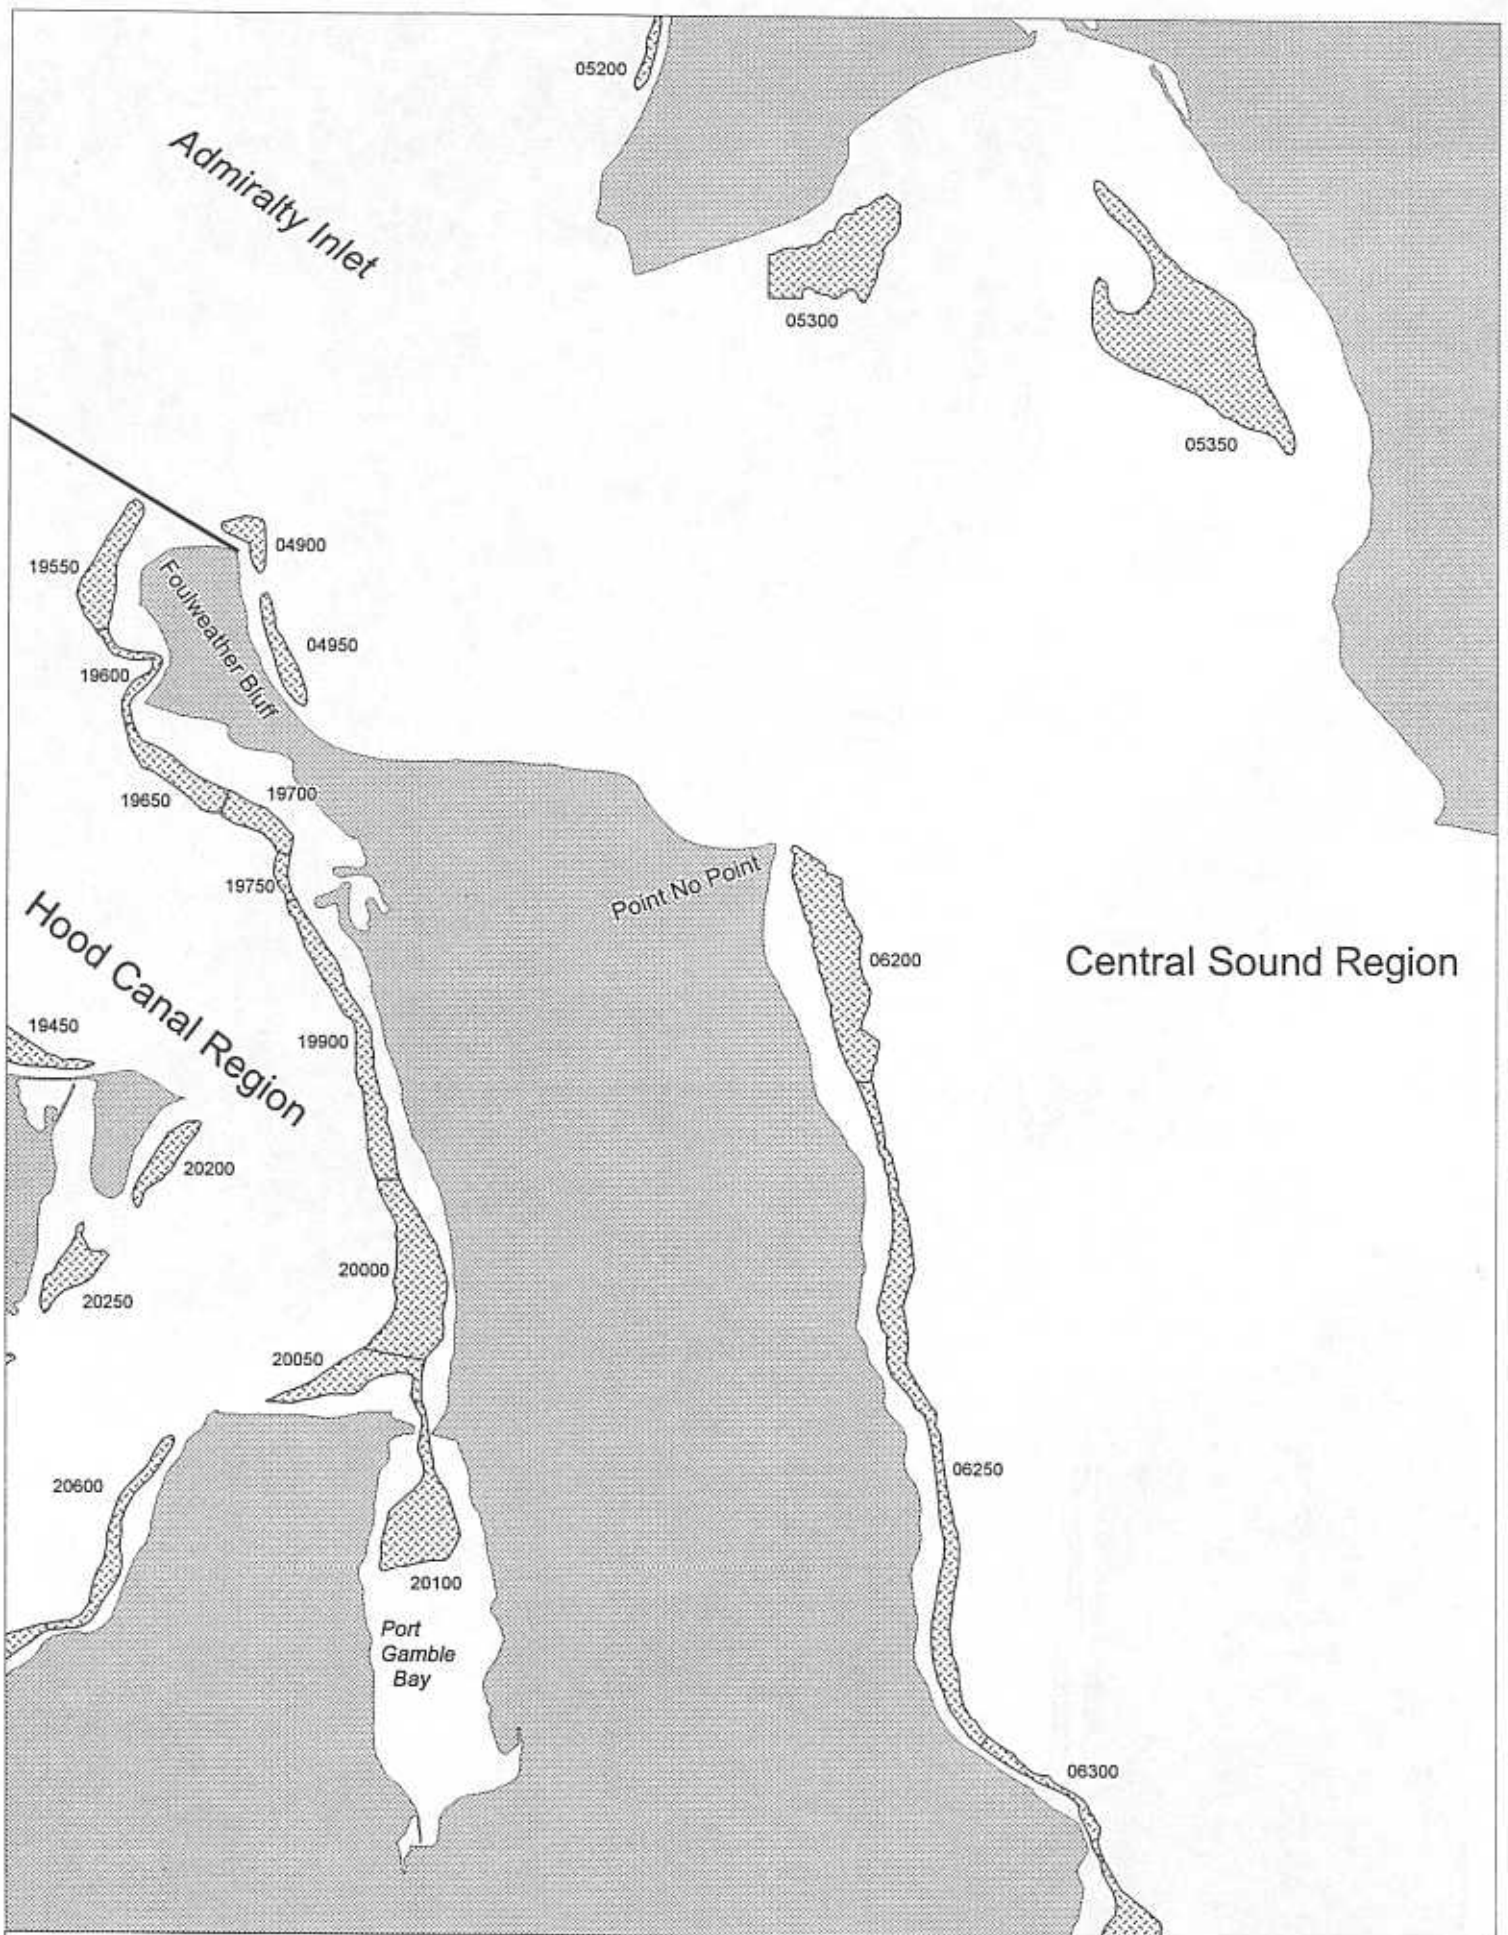 05200
Admiralty Inlet
05300
05350
04900
19550
Foulweather Bluff
04950
19600
19700
19650
19750
Point No Point
06200
Central Sound Region
Hood Canal Region
19450
19900
20200
20000
20250
20050
06250
20600
20100
Port
Gamble
Bay
06300